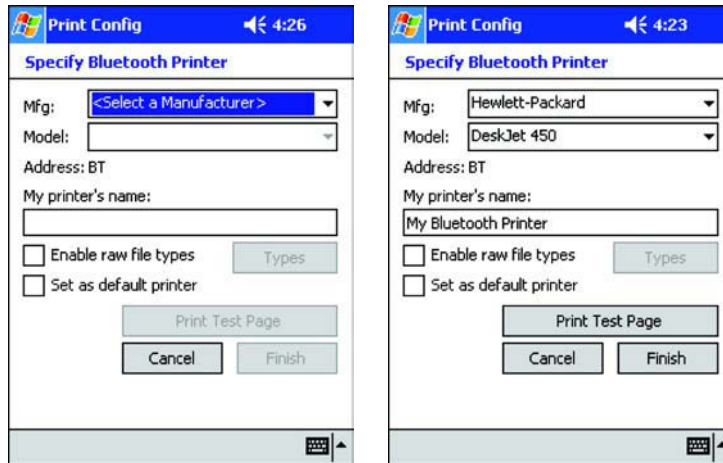 Print Config 4:26
Specify Bluetooth Printer
Mfg: <Select a Manufacturer>
Model:
Address: BT
My printer's name:
Enable raw file types Types
Set as default printer
Print Test Page
Cancel Finish
Print Config 4:23
Specify Bluetooth Printer
Mfg: Hewlett-Packard
Model: DeskJet 450
Address: BT
My printer's name:
My Bluetooth Printer
Enable raw file types Types
Set as default printer
Print Test Page
Cancel Finish